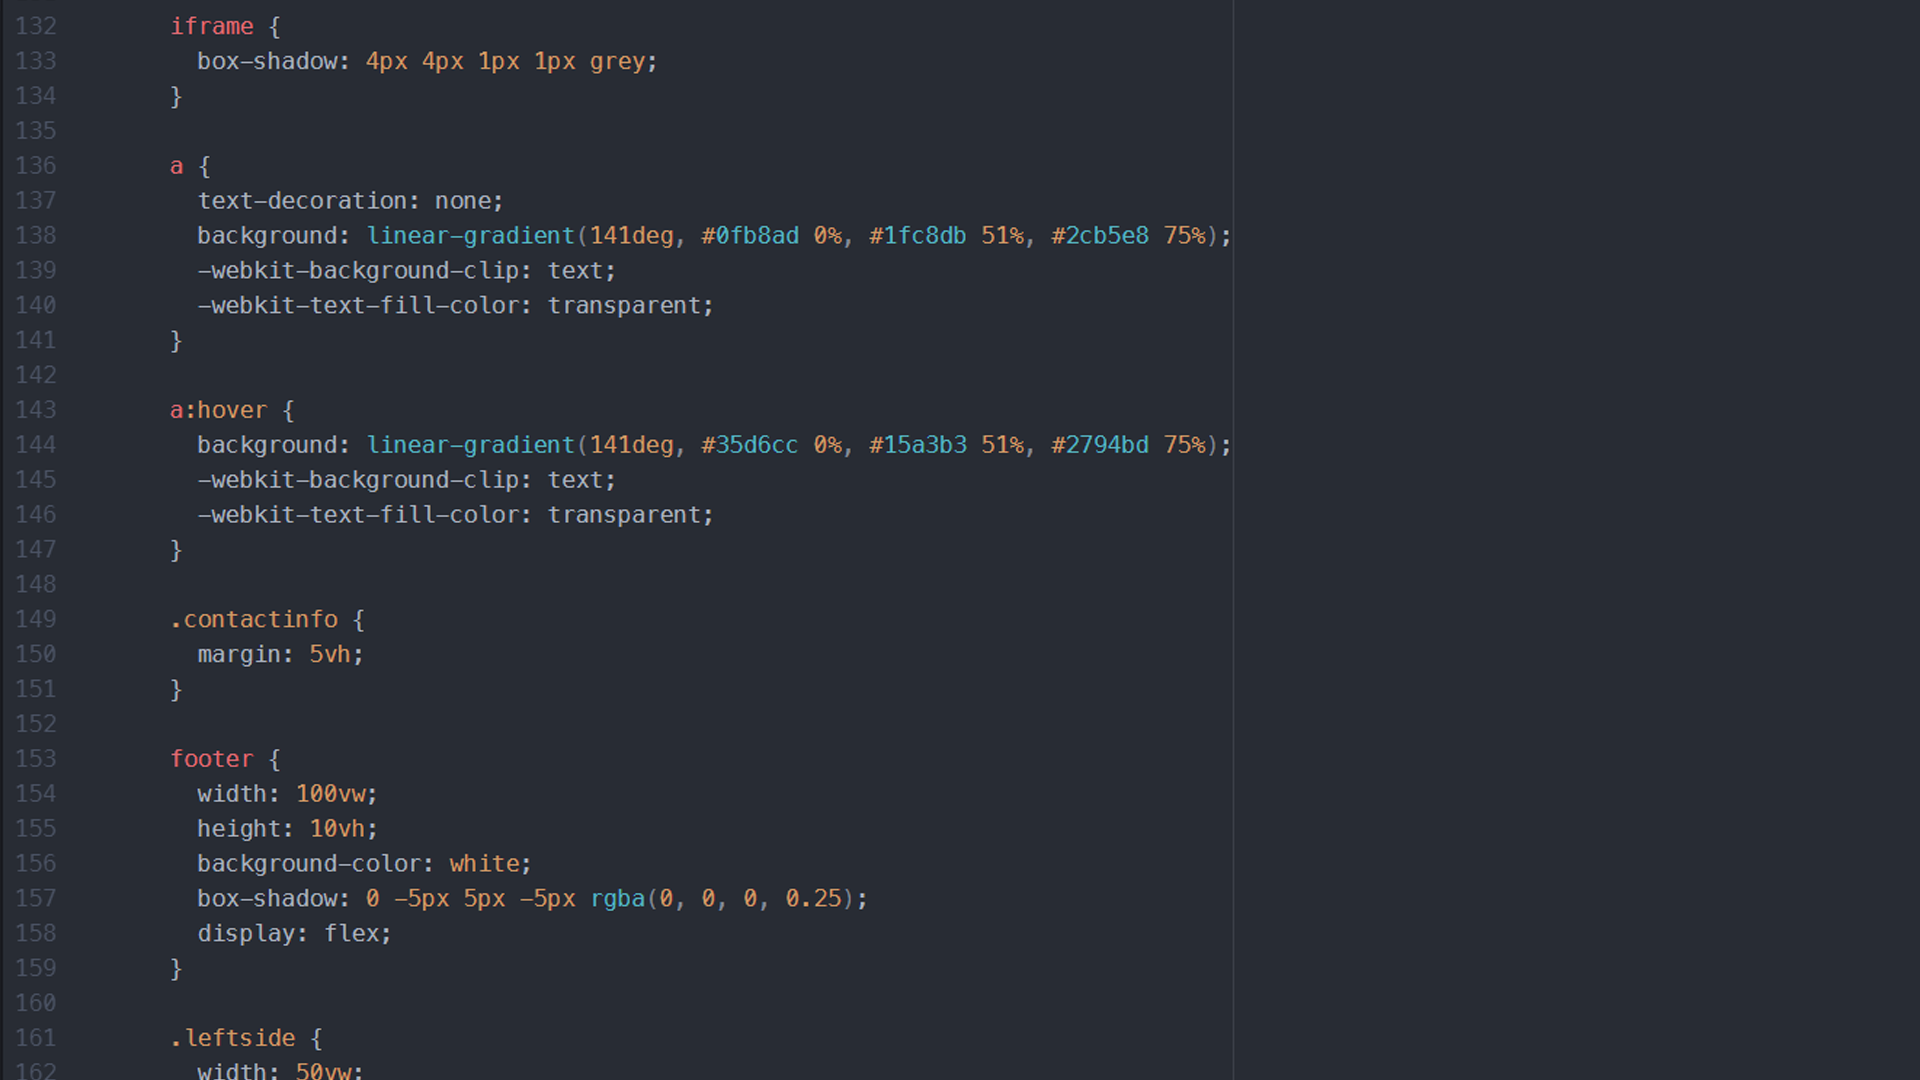 132 iframe {
133 box-shadow: 4px 4px 1px 1px grey;
134 }
135
136 a {
137 text-decoration: none;
138 background: linear-gradient(141deg, #0fb8ad 0%, #1fc8db 51%, #2cb5e8 75%);
139 -webkit-background-clip: text;
140 -webkit-text-fill-color: transparent;
141 }
142
143 a:hover {
144 background: linear-gradient(141deg, #35d6cc 0%, #15a3b3 51%, #2794bd 75%);
145 -webkit-background-clip: text;
146 -webkit-text-fill-color: transparent;
147 }
148
149 .contactinfo {
150 margin: 5vh;
151 }
152
153 footer {
154 width: 100vw;
155 height: 10vh;
156 background-color: white;
157 box-shadow: 0 -5px 5px -5px rgba(0, 0, 0, 0.25);
158 display: flex;
159 }
160
161 .leftside {
162 width: 50vw;